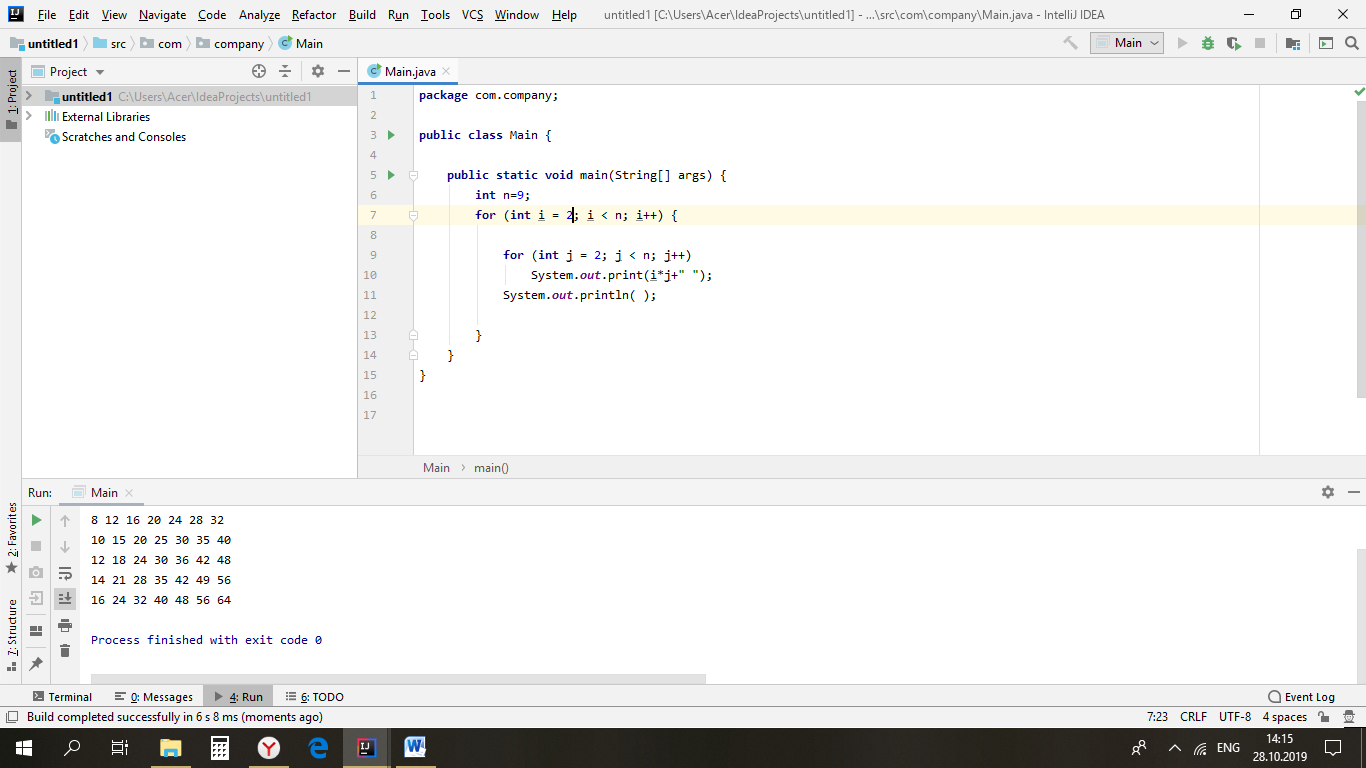 File Edit View Navigate Code Analyze Refactor Build Run Tools VCS Window Help untitled1 [C:\Users\Acer\IdeaProjects\untitled1] - ...\src\com\company\Main.java - IntelliJ IDEA
untitled1 src com company Main Main
1: Project
Project
Main.java
untitled1 C:\Users\Acer\IdeaProjects\untitled1
External Libraries
Scratches and Consoles
1 package com.company;
2
3 public class Main {
4
5 public static void main(String[] args) {
6 int n=9;
7 for (int i = 2; i < n; i++) {
8
9 for (int j = 2; j < n; j++)
10 System.out.print(i*j+" ");
11 System.out.println( );
12
13 }
14 }
15 }
16
17
Main main()
Run: Main
2: Favorites
7: Structure
8 12 16 20 24 28 32
10 15 20 25 30 35 40
12 18 24 30 36 42 48
14 21 28 35 42 49 56
16 24 32 40 48 56 64
Process finished with exit code 0
Terminal 0: Messages 4: Run 6: TODO Event Log
Build completed successfully in 6 s 8 ms (moments ago) 7:23 CRLF UTF-8 4 spaces
ENG
14:15
28.10.2019